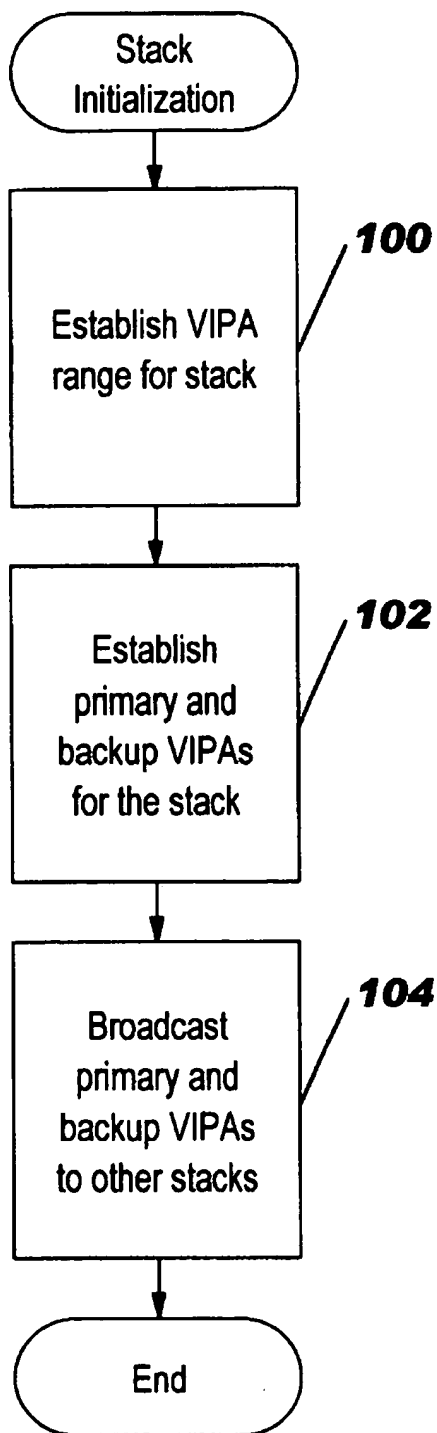 Stack
Initialization
100
Establish VIPA
range for stack
102
Establish
primary and
backup VIPAs
for the stack
104
Broadcast
primary and
backup VIPAs
to other stacks
End